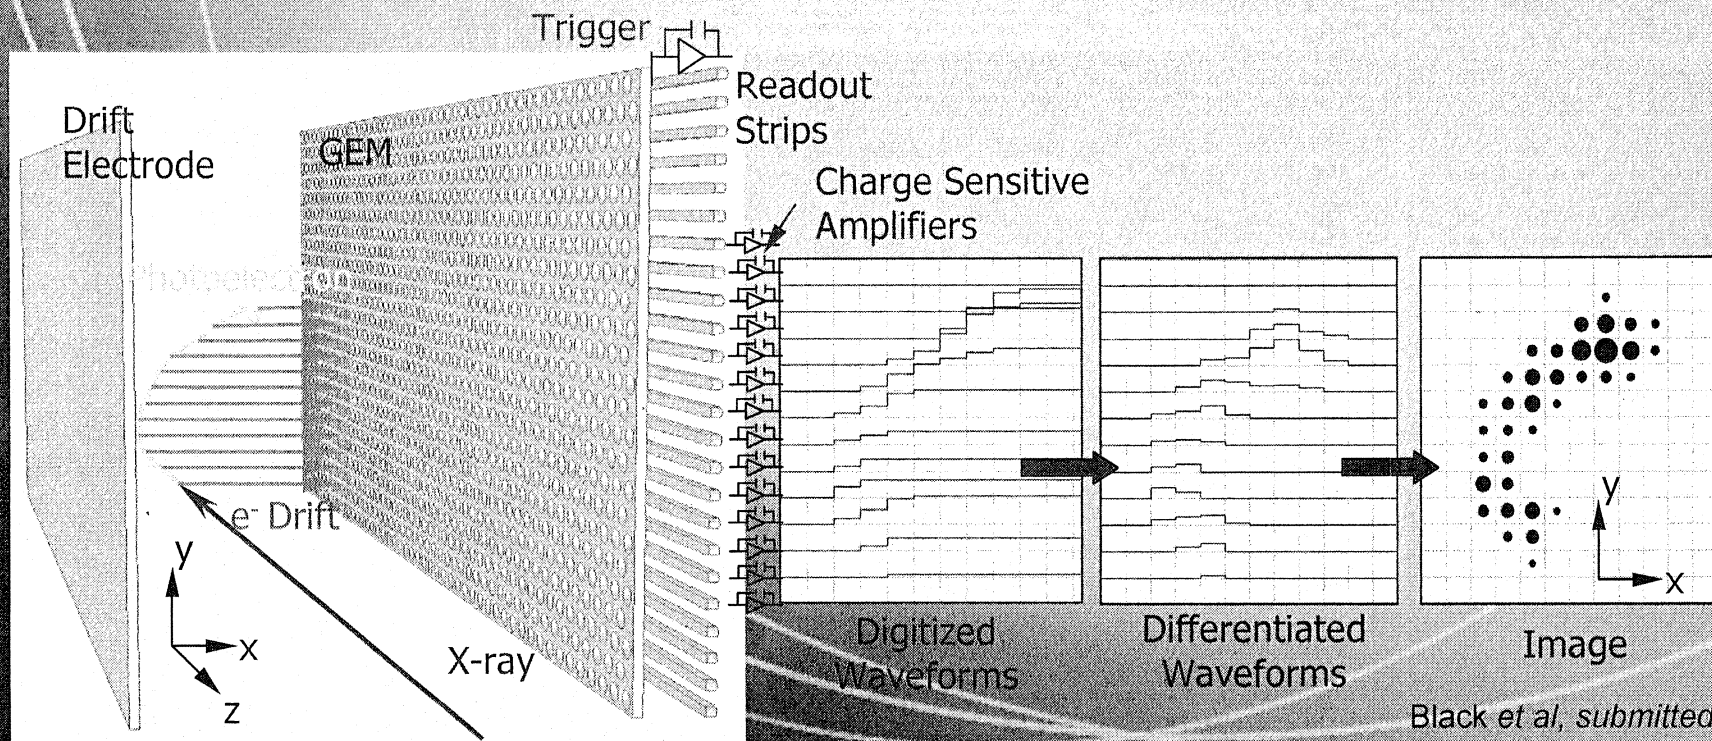 Trigger
Readout
Strips
Drift
Electrode
GEM
Charge Sensitive
Amplifiers
Photoelectron
e- Drift
y
x
z
X-ray
y
x
Digitized
Waveforms
Differentiated
Waveforms
Image
Black et al, submitted